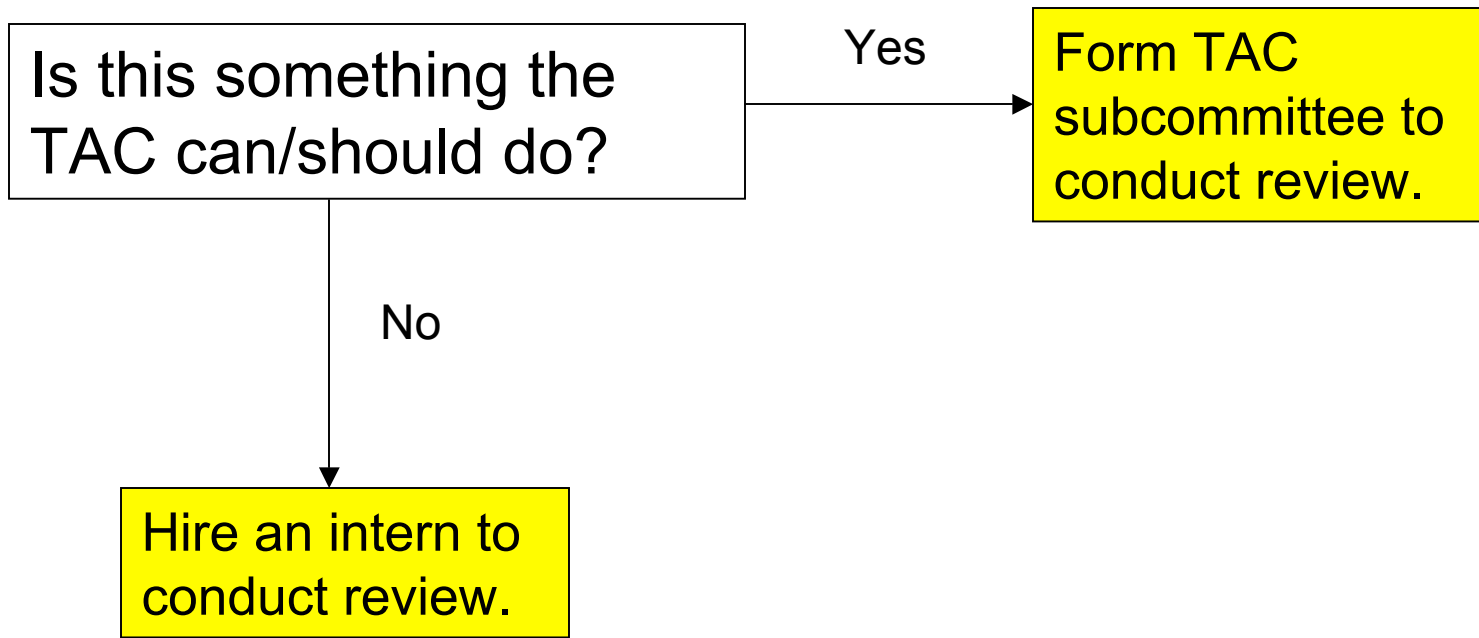 Is this something the
TAC can/should do?
Yes
Form TAC
subcommittee to
conduct review.
No
Hire an intern to
conduct review.